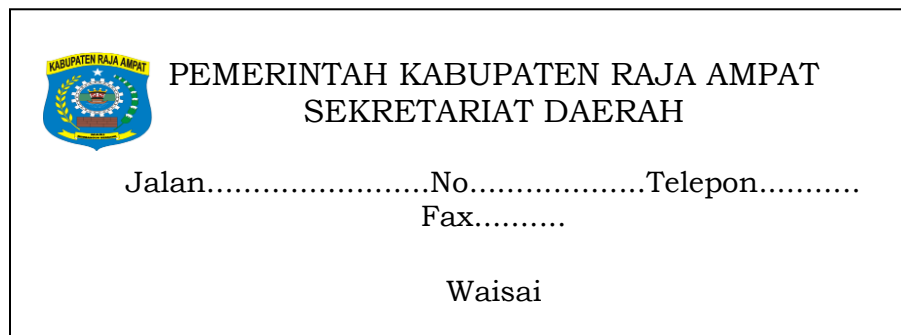 KABUPATEN RAJA AMPAT
PEMERINTAH KABUPATEN RAJA AMPAT
SEKRETARIAT DAERAH
Jalan........................No...................Telepon...........
Fax..........
Waisai